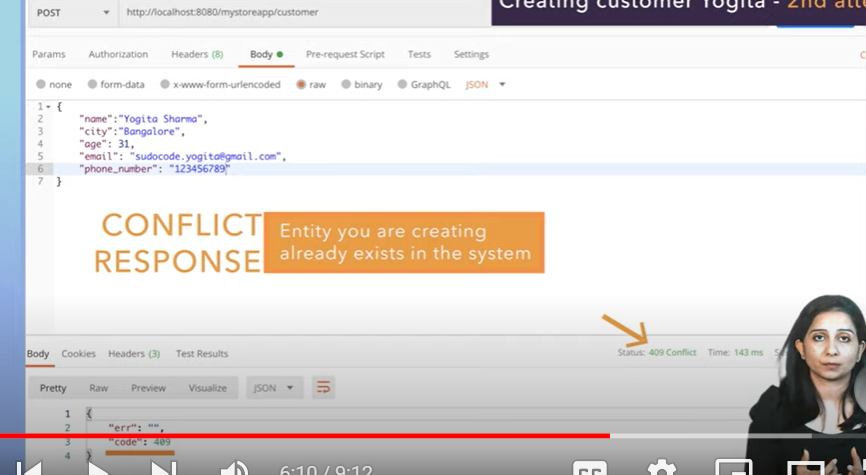 Creating customer Yogita - 2nd atte
POST http://localhost:8080/mystoreapp/customer
Params Authorization Headers (8) Body Pre-request Script Tests Settings
none form-data x-www-form-urlencoded raw binary GraphQL JSON
1 {
2 "name":"Yogita Sharma",
3 "city":"Bangalore",
4 "age": 31,
5 "email": "sudocode.yogita@gmail.com",
6 "phone_number": "123456789"
7 }
CONFLICT
RESPONSE
Entity you are creating
already exists in the system
Body Cookies Headers (3) Test Results Status: 409 Conflict Time: 143 ms
Pretty Raw Preview Visualize JSON
1 {
2 "err": "",
3 "code": 409
4 }
6:10 / 9:12
CC